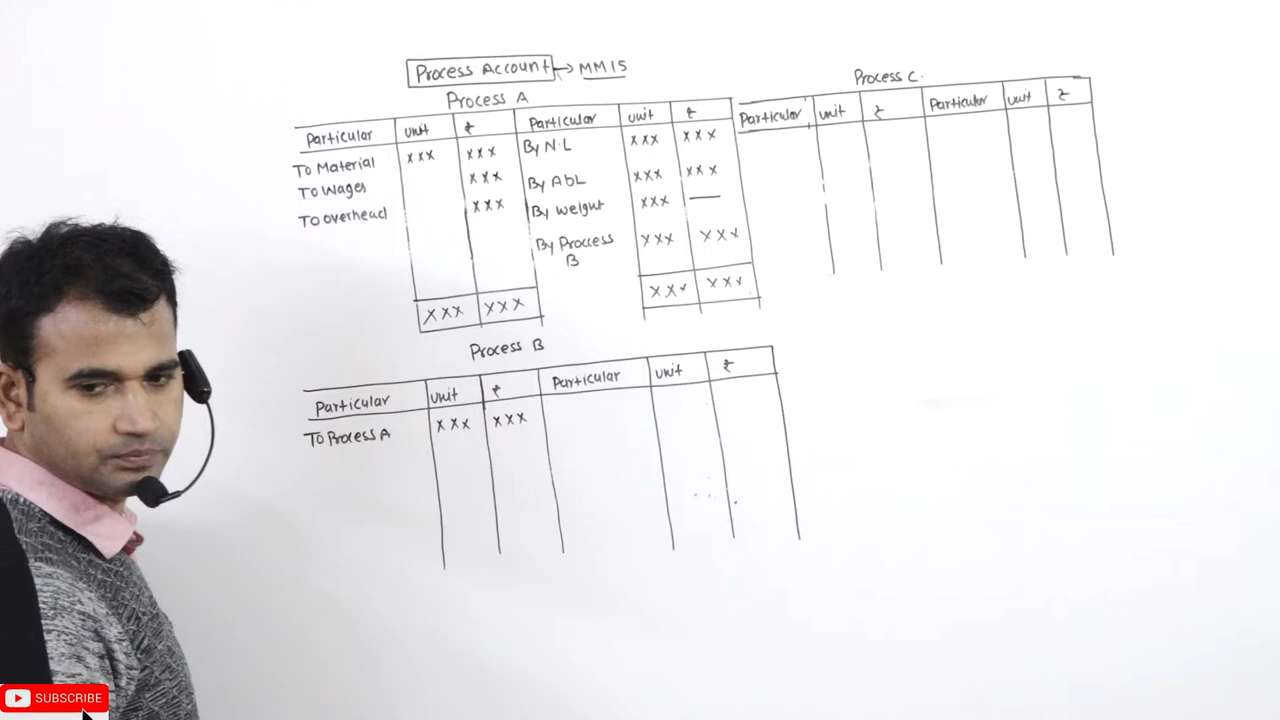 Process Account → MM15
Process A
Particular unit ₹ Particular unit ₹
To Material xxx xxx By N.L xxx xxx
To Wages xxx By AbL xxx xxx
To overhead xxx By weight xxx —
By Process B xxx xxx
xxx xxx xxx xxx
Process B
Particular unit ₹ Particular unit ₹
To Process A xxx xxx
Process C.
Particular unit ₹ Particular unit ₹
SUBSCRIBE